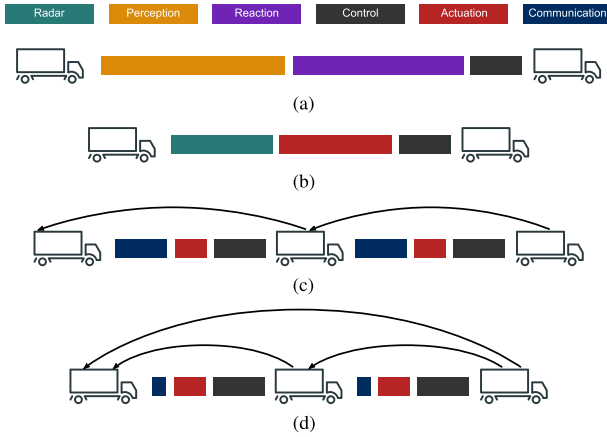 Radar Perception Reaction Control Actuation Communication
(a)
(b)
(c)
(d)